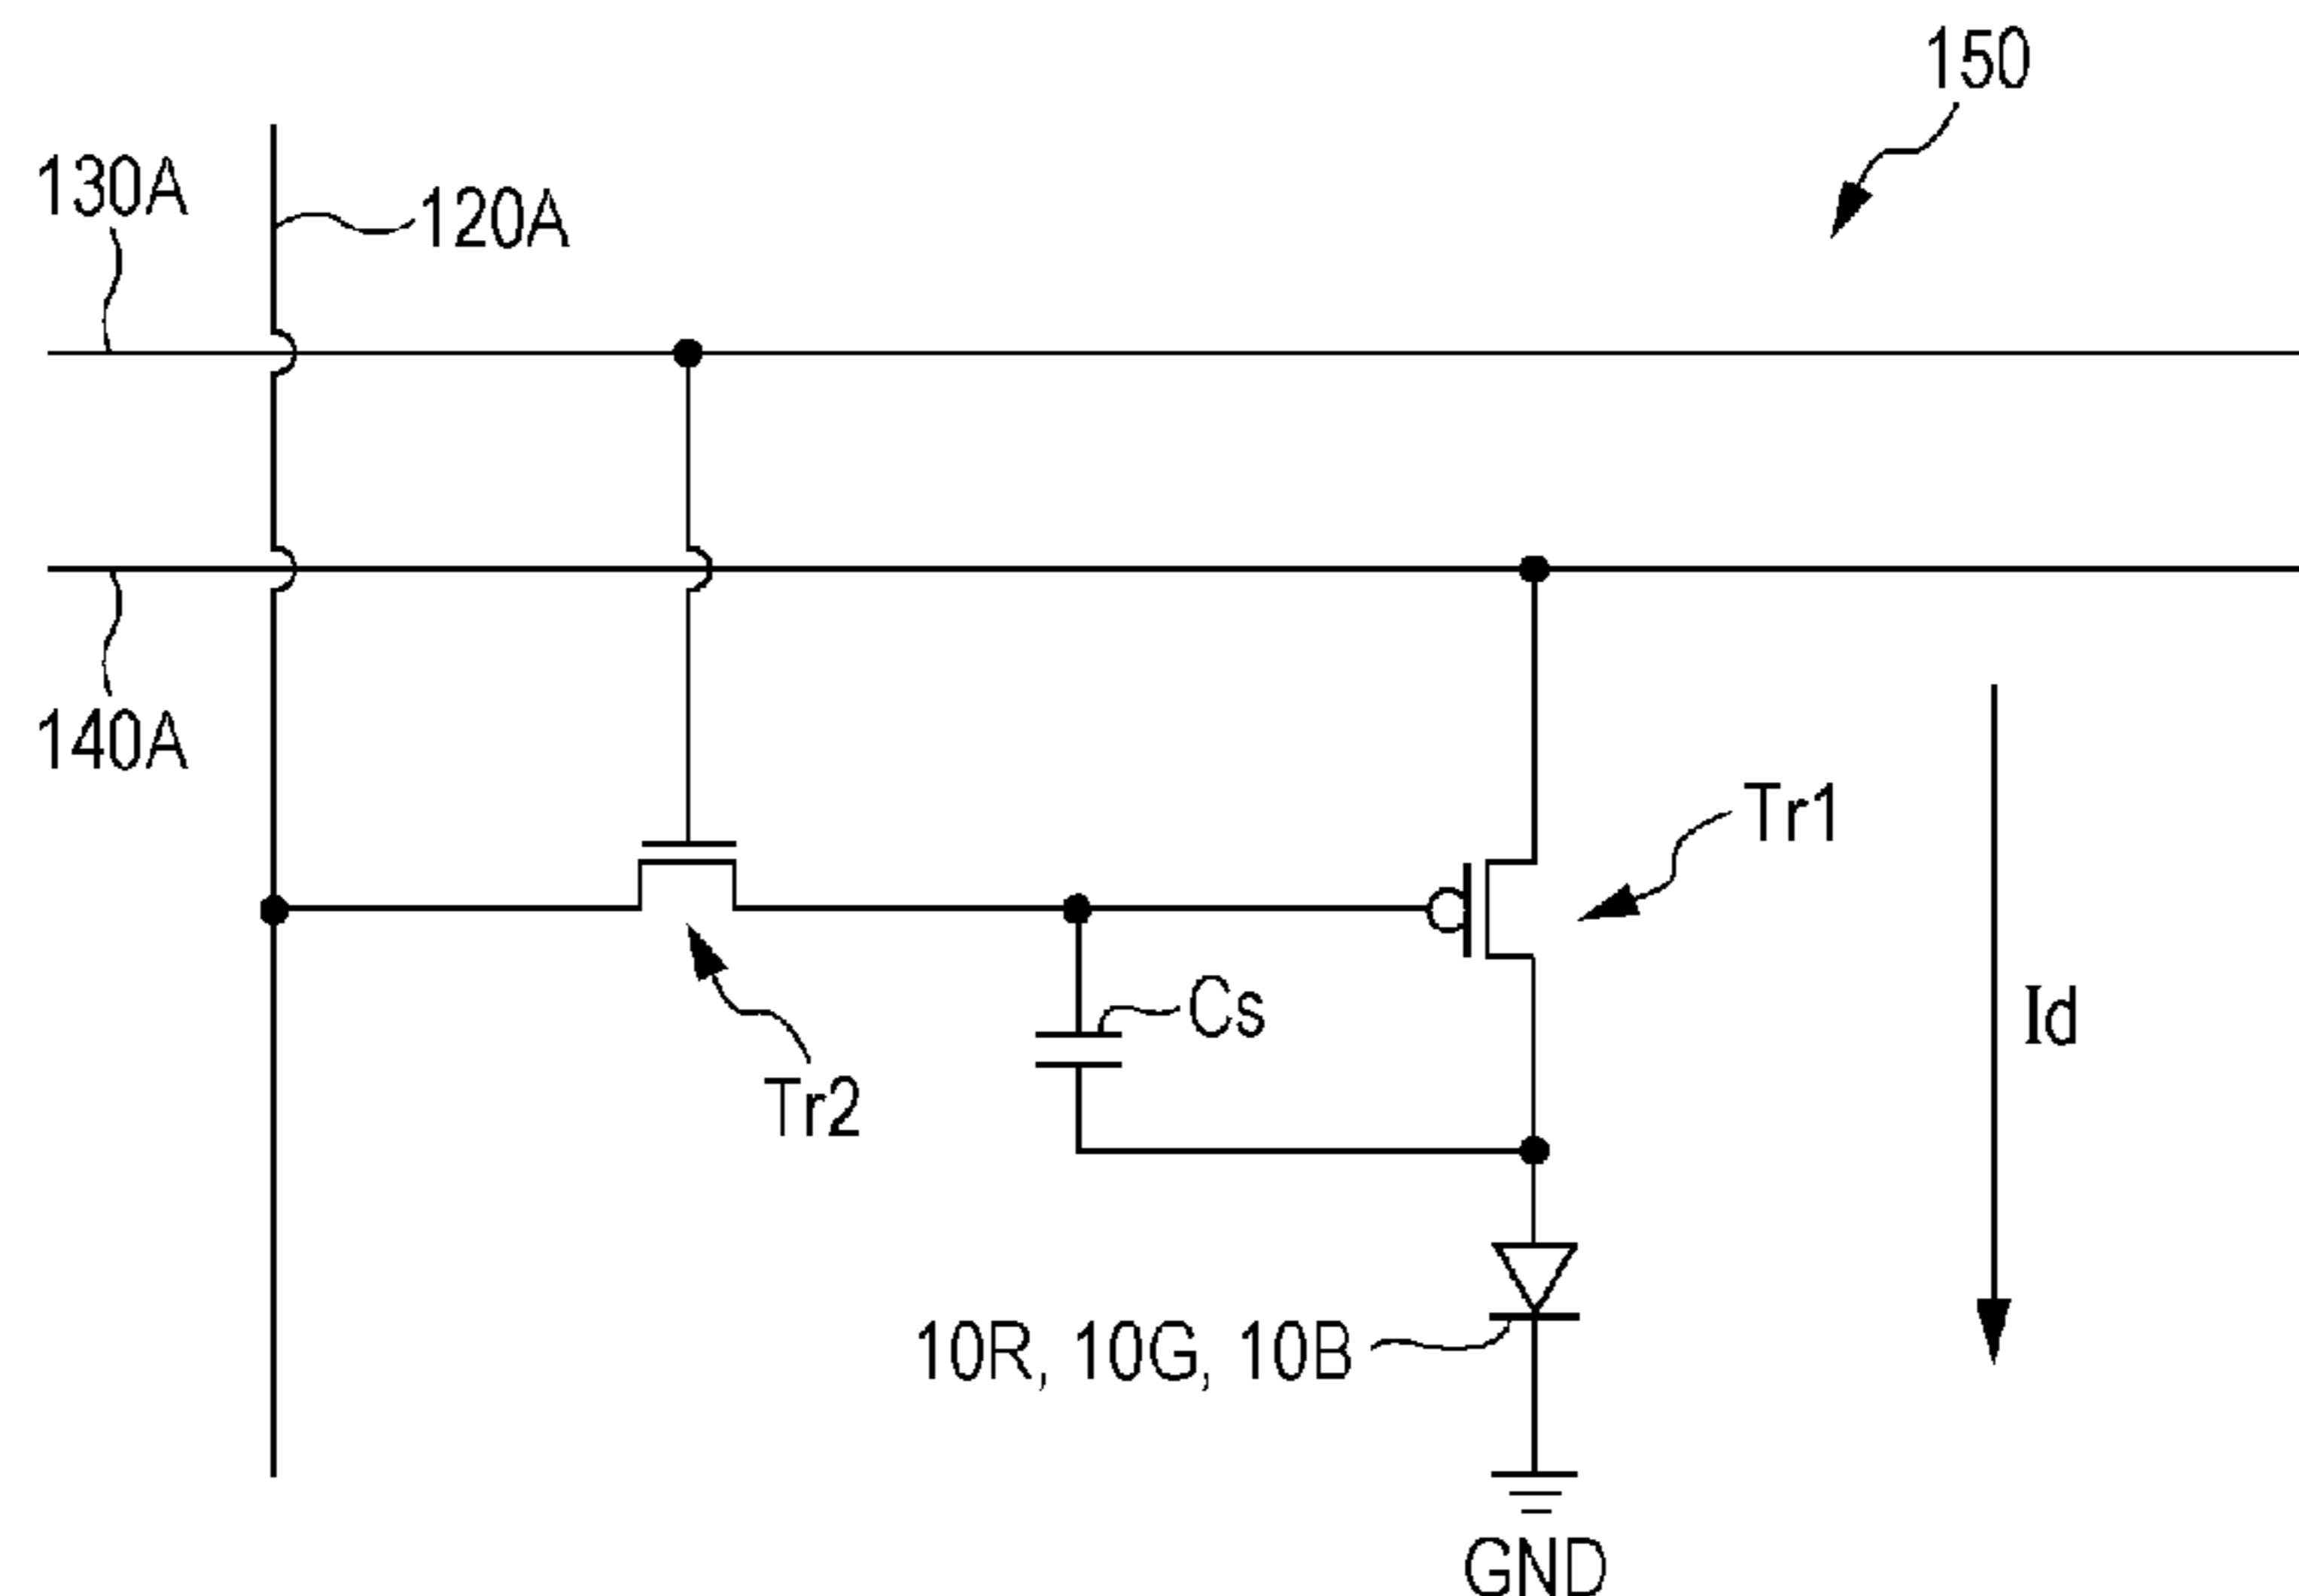 150
130A
120A
140A
Tr1
Cs
Id
Tr2
10R, 10G, 10B
GND